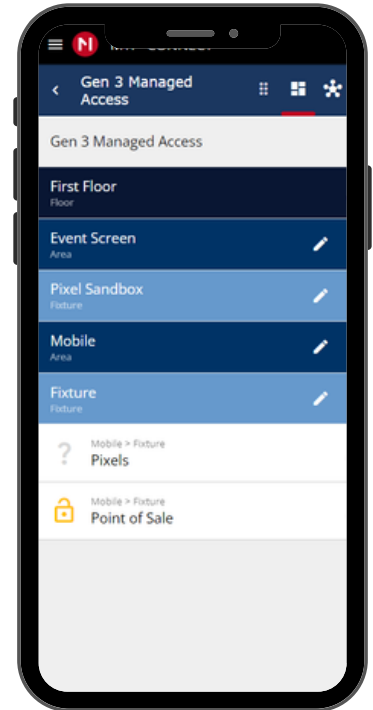 Gen 3 Managed
Access
Gen 3 Managed Access
First Floor
Floor
Event Screen
Area
Pixel Sandbox
Fixture
Mobile
Area
Fixture
Fixture
?
Mobile > Fixture
Pixels
Mobile > Fixture
Point of Sale